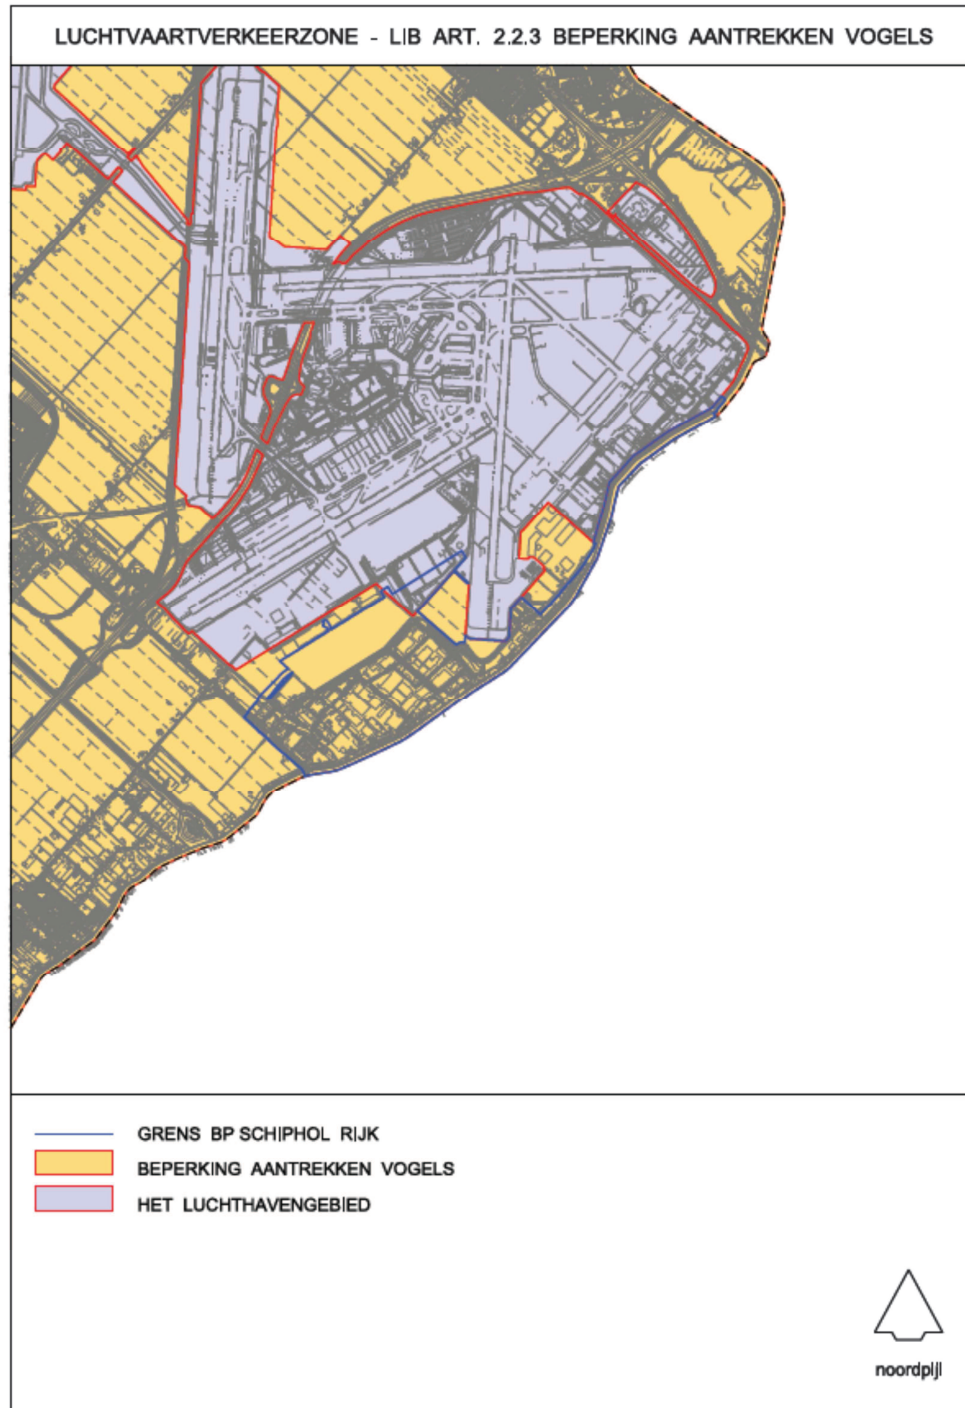 LUCHTVAARTVERKEERZONE - LIB ART. 2.2.3 BEPERKING AANTREKKEN VOGELS
GRENS BP SCHIPHOL RIJK
BEPERKING AANTREKKEN VOGELS
HET LUCHTHAVENGEBIED
noordpijl